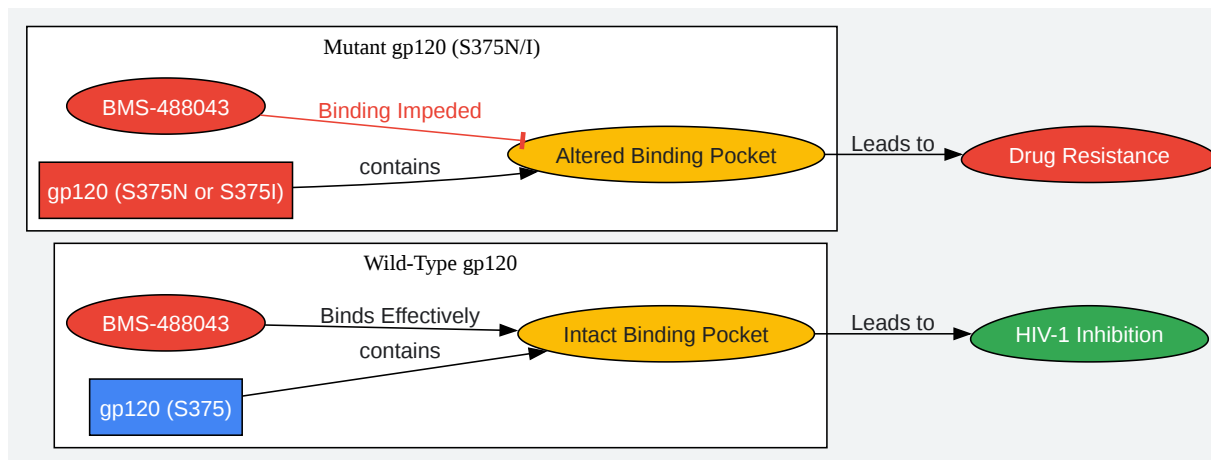 Mutant gp120 (S375N/I)
BMS-488043
Binding Impeded
gp120 (S375N or S375I)
contains
Altered Binding Pocket
Leads to
Drug Resistance
Wild-Type gp120
BMS-488043
Binds Effectively
gp120 (S375)
contains
Intact Binding Pocket
Leads to
HIV-1 Inhibition